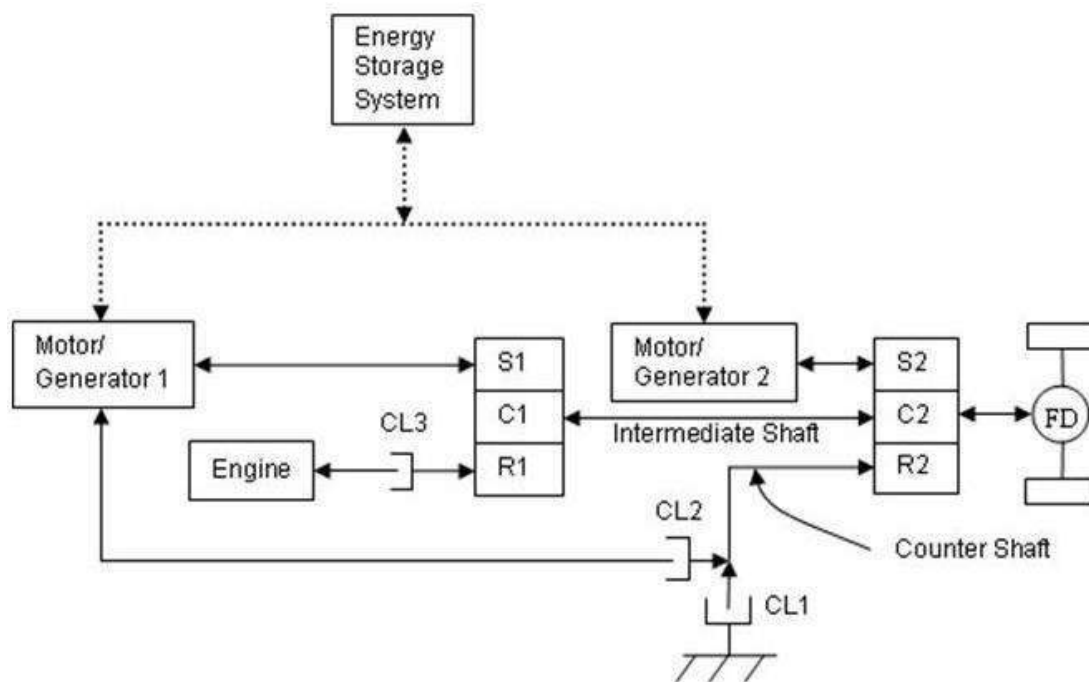 Energy
Storage
System
Motor/
Generator 1
S1
C1
R1
CL3
Engine
Motor/
Generator 2
S2
C2
R2
FD
Intermediate Shaft
CL2
Counter Shaft
CL1